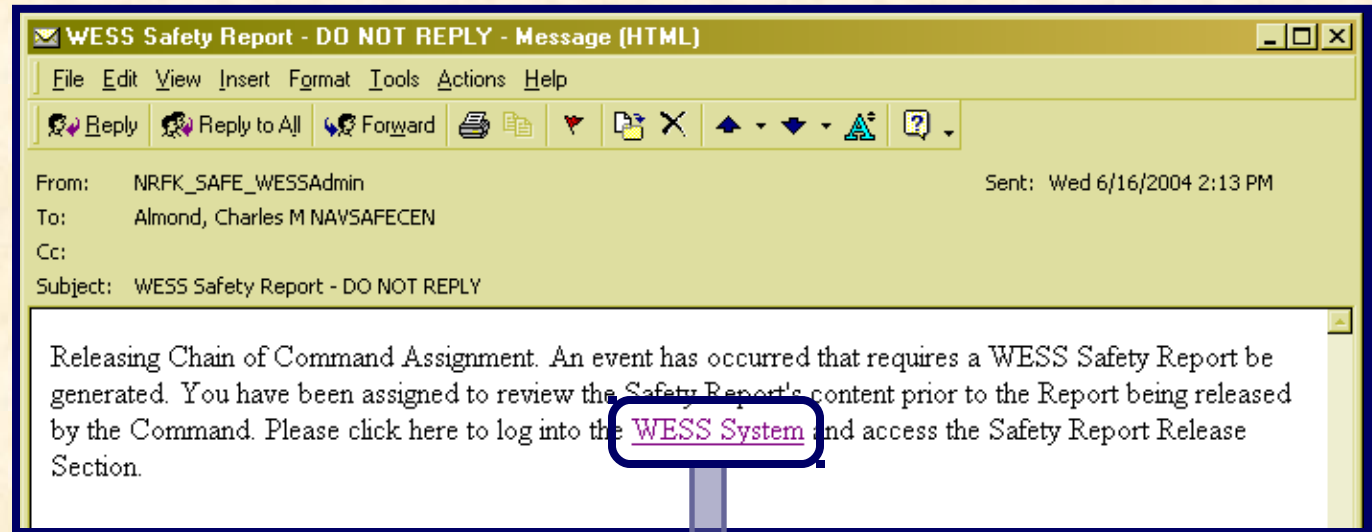 WESS Safety Report - DO NOT REPLY - Message (HTML)
File Edit View Insert Format Tools Actions Help
Reply Reply to All Forward
From: NRFK_SAFE_WESSAdmin Sent: Wed 6/16/2004 2:13 PM
To: Almond, Charles M NAVSAFECEN
Cc:
Subject: WESS Safety Report - DO NOT REPLY
Releasing Chain of Command Assignment. An event has occurred that requires a WESS Safety Report be
generated. You have been assigned to review the Safety Report's content prior to the Report being released
by the Command. Please click here to log into the WESS System and access the Safety Report Release
Section.